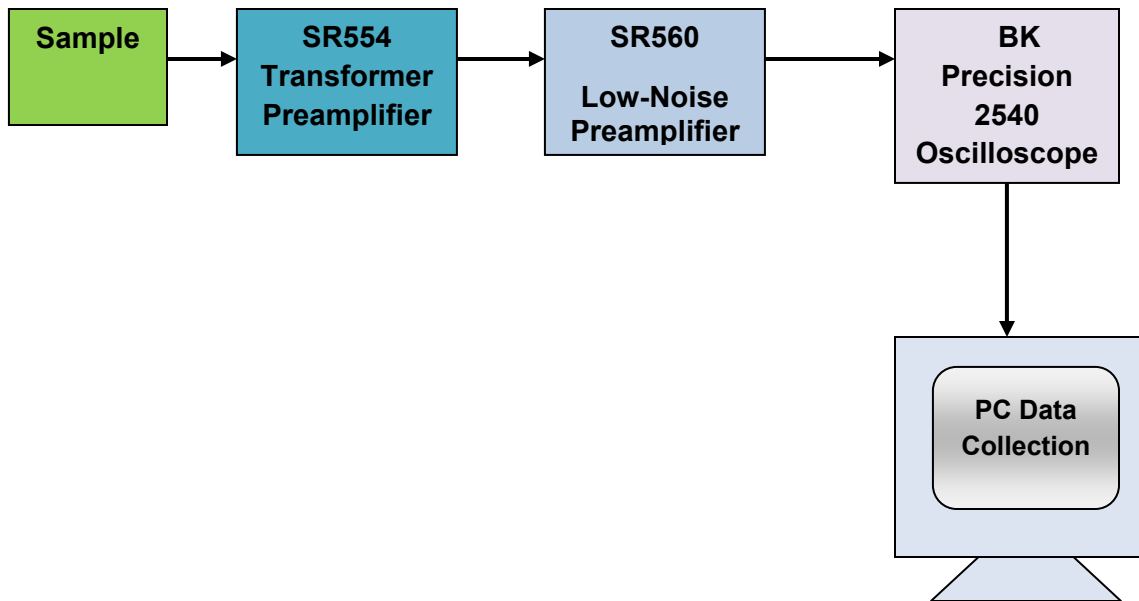 Sample
SR554
Transformer
Preamplifier
SR560
Low-Noise
Preamplifier
BK
Precision
2540
Oscilloscope
PC Data
Collection